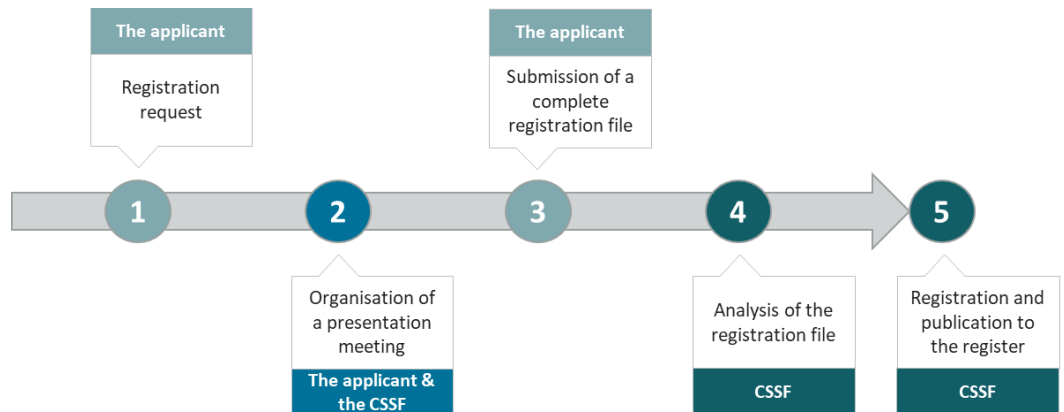 The applicant
Registration
request
The applicant
Submission of a
complete
registration file
1
2
3
4
5
Organisation of
a presentation
meeting
The applicant &
the CSSF
Analysis of the
registration file
CSSF
Registration and
publication to
the register
CSSF